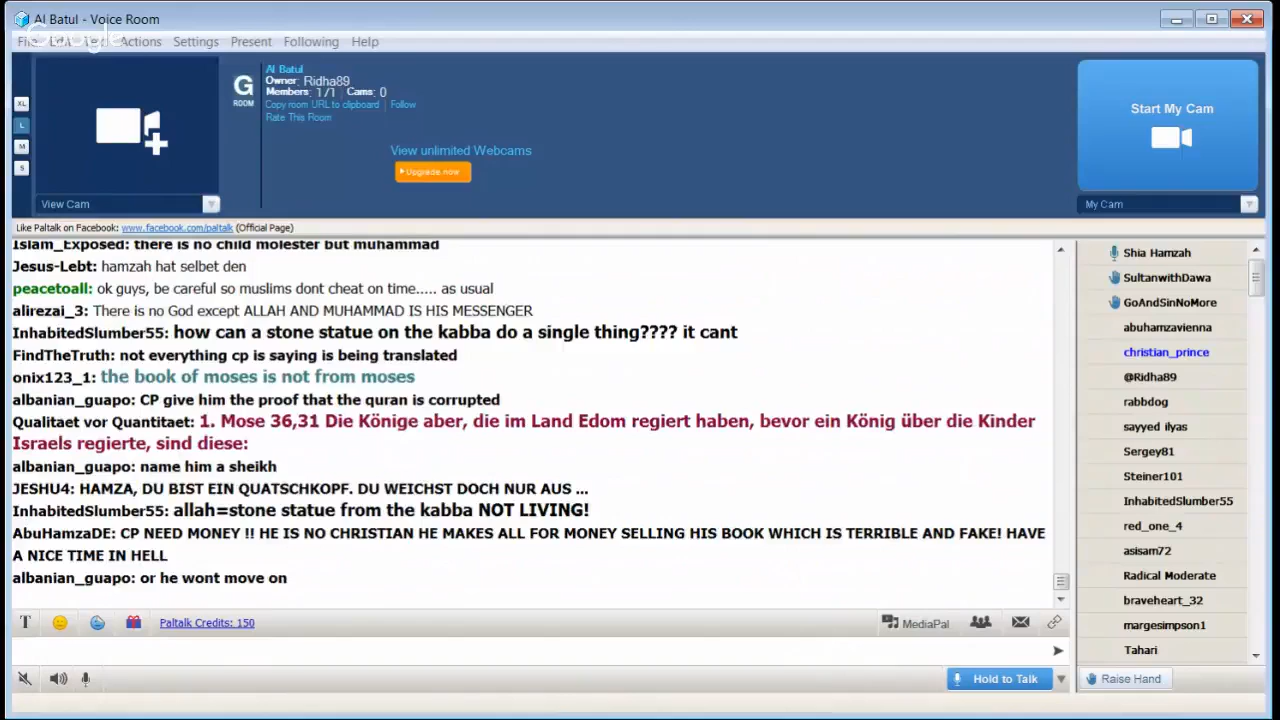 Al Batul - Voice Room
Google
File Edit Text Actions Settings Present Following Help
G
ROOM
Al Batul
Owner: Ridha89
Members: 1/1 Cams: 0
Copy room URL to clipboard Follow
Rate This Room
View unlimited Webcams
Upgrade now
Start My Cam
XL
L
M
S
View Cam
My Cam
Like Paltalk on Facebook: www.facebook.com/paltalk (Official Page)
Islam_Exposed: there is no child molester but muhammad
Jesus-Lebt: hamzah hat selbet den
peacetoall: ok guys, be careful so muslims dont cheat on time..... as usual
alirezai_3: There is no God except ALLAH AND MUHAMMAD IS HIS MESSENGER
InhabitedSlumber55: how can a stone statue on the kabba do a single thing???? it cant
FindTheTruth: not everything cp is saying is being translated
onix123_1: the book of moses is not from moses
albanian_guapo: CP give him the proof that the quran is corrupted
Qualitaet vor Quantitaet: 1. Mose 36,31 Die Könige aber, die im Land Edom regiert haben, bevor ein König über die Kinder
Israels regierte, sind diese:
albanian_guapo: name him a sheikh
JESHU4: HAMZA, DU BIST EIN QUATSCHKOPF. DU WEICHST DOCH NUR AUS ...
InhabitedSlumber55: allah=stone statue from the kabba NOT LIVING!
AbuHamzaDE: CP NEED MONEY !! HE IS NO CHRISTIAN HE MAKES ALL FOR MONEY SELLING HIS BOOK WHICH IS TERRIBLE AND FAKE! HAVE
A NICE TIME IN HELL
albanian_guapo: or he wont move on
Shia Hamzah
SultanwithDawa
GoAndSinNoMore
abuhamzavienna
christian_prince
@Ridha89
rabbdog
sayyed ilyas
Sergey81
Steiner101
InhabitedSlumber55
red_one_4
asisam72
Radical Moderate
braveheart_32
margesimpson1
Tahari
T
Paltalk Credits: 150
MediaPal
Hold to Talk
Raise Hand